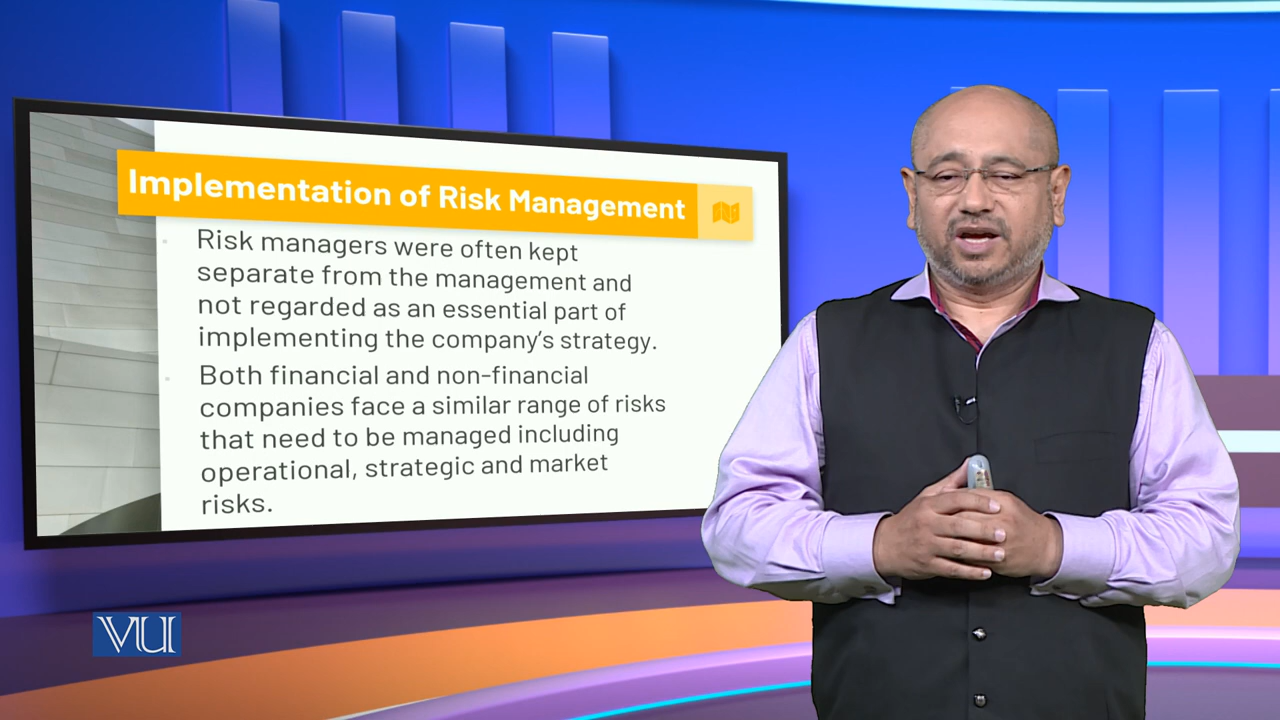 Implementation of Risk Management
Risk managers were often kept
separate from the management and
not regarded as an essential part of
implementing the company's strategy.
Both financial and non-financial
companies face a similar range of risks
that need to be managed including
operational, strategic and market
risks.
VU